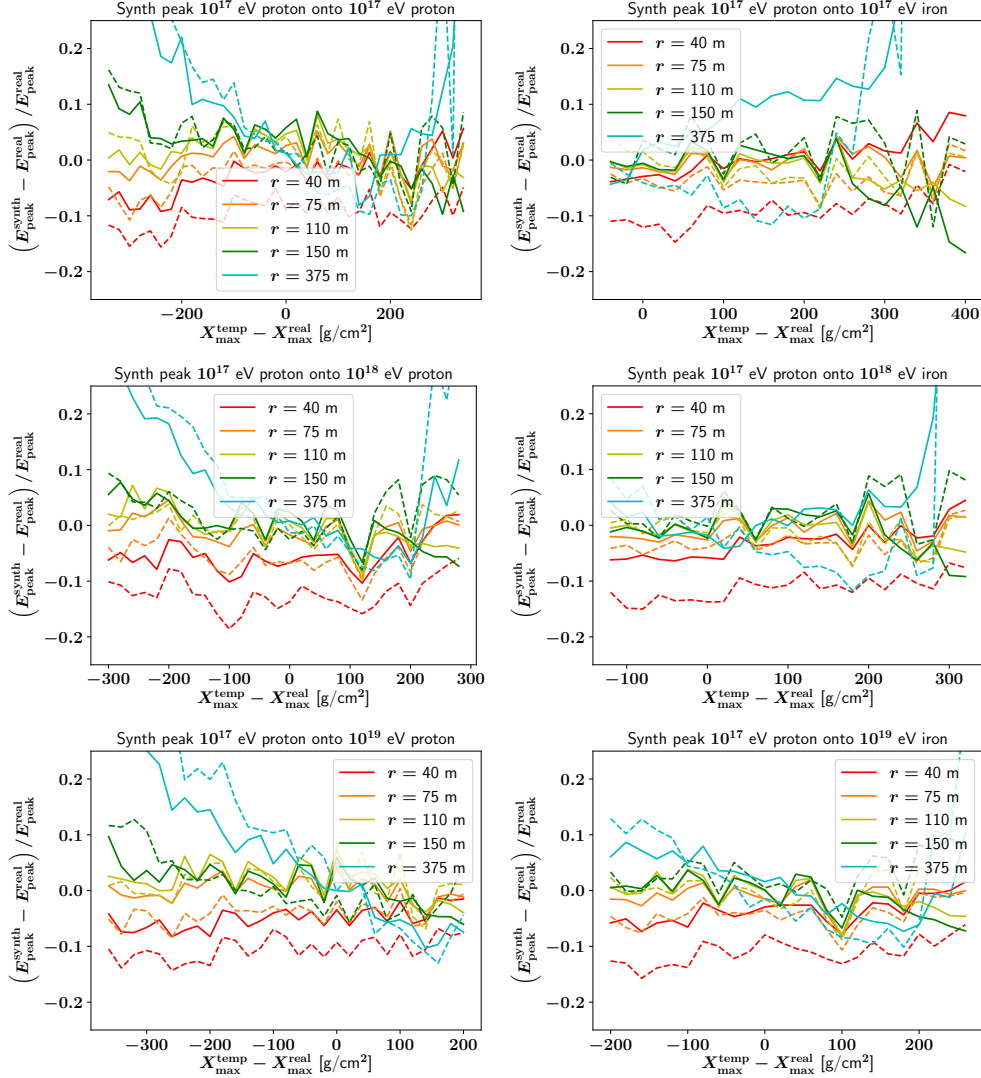 Synth peak 10^17 eV proton onto 10^17 eV proton
(E_peak^synth − E_peak^real) / E_peak^real
0.2
0.1
0.0
−0.1
−0.2
r = 40 m
r = 75 m
r = 110 m
r = 150 m
r = 375 m
−200 0 200
X_max^temp − X_max^real [g/cm²]
Synth peak 10^17 eV proton onto 10^17 eV iron
(E_peak^synth − E_peak^real) / E_peak^real
0.2
0.1
0.0
−0.1
−0.2
r = 40 m
r = 75 m
r = 110 m
r = 150 m
r = 375 m
0 100 200 300 400
X_max^temp − X_max^real [g/cm²]
Synth peak 10^17 eV proton onto 10^18 eV proton
(E_peak^synth − E_peak^real) / E_peak^real
0.2
0.1
0.0
−0.1
−0.2
r = 40 m
r = 75 m
r = 110 m
r = 150 m
r = 375 m
−300 −200 −100 0 100 200 300
X_max^temp − X_max^real [g/cm²]
Synth peak 10^17 eV proton onto 10^18 eV iron
(E_peak^synth − E_peak^real) / E_peak^real
0.2
0.1
0.0
−0.1
−0.2
r = 40 m
r = 75 m
r = 110 m
r = 150 m
r = 375 m
−100 0 100 200 300
X_max^temp − X_max^real [g/cm²]
Synth peak 10^17 eV proton onto 10^19 eV proton
(E_peak^synth − E_peak^real) / E_peak^real
0.2
0.1
0.0
−0.1
−0.2
r = 40 m
r = 75 m
r = 110 m
r = 150 m
r = 375 m
−300 −200 −100 0 100 200
X_max^temp − X_max^real [g/cm²]
Synth peak 10^17 eV proton onto 10^19 eV iron
(E_peak^synth − E_peak^real) / E_peak^real
0.2
0.1
0.0
−0.1
−0.2
r = 40 m
r = 75 m
r = 110 m
r = 150 m
r = 375 m
−200 −100 0 100 200
X_max^temp − X_max^real [g/cm²]